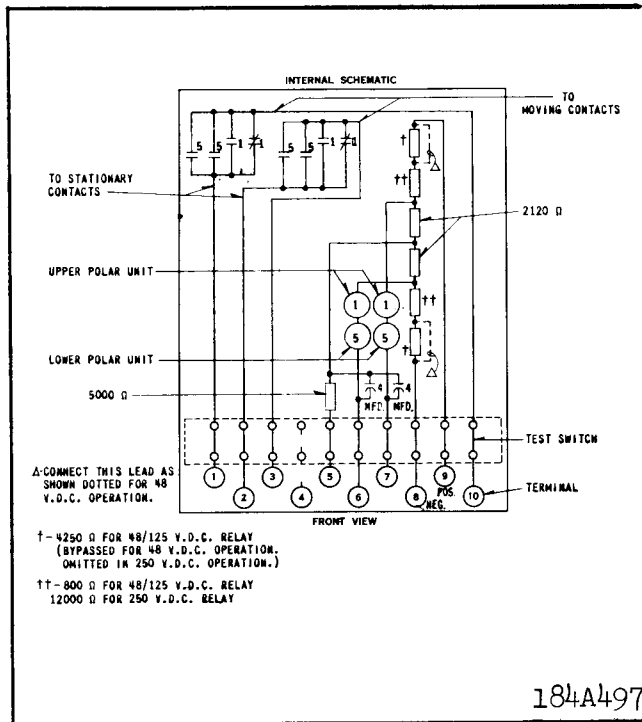 INTERNAL SCHEMATIC
TO
MOVING CONTACTS
5 5 1 1 5 5 1 1
†
Δ
††
TO STATIONARY
CONTACTS
2120 Ω
UPPER POLAR UNIT
1 1
††
5 5
†
LOWER POLAR UNIT
Δ
5000 Ω
4 4
MFD. MFD.
TEST SWITCH
Δ-CONNECT THIS LEAD AS
SHOWN DOTTED FOR 48
V.D.C. OPERATION.
1 3 5 7 9
POS.
2 4 6 8 10
NEG.
TERMINAL
FRONT VIEW
†-4250 Ω FOR 48/125 V.D.C. RELAY
(BYPASSED FOR 48 V.D.C. OPERATION.
OMITTED IN 250 V.D.C. OPERATION.)
††-800 Ω FOR 48/125 V.D.C. RELAY
12000 Ω FOR 250 V.D.C. RELAY
184A497